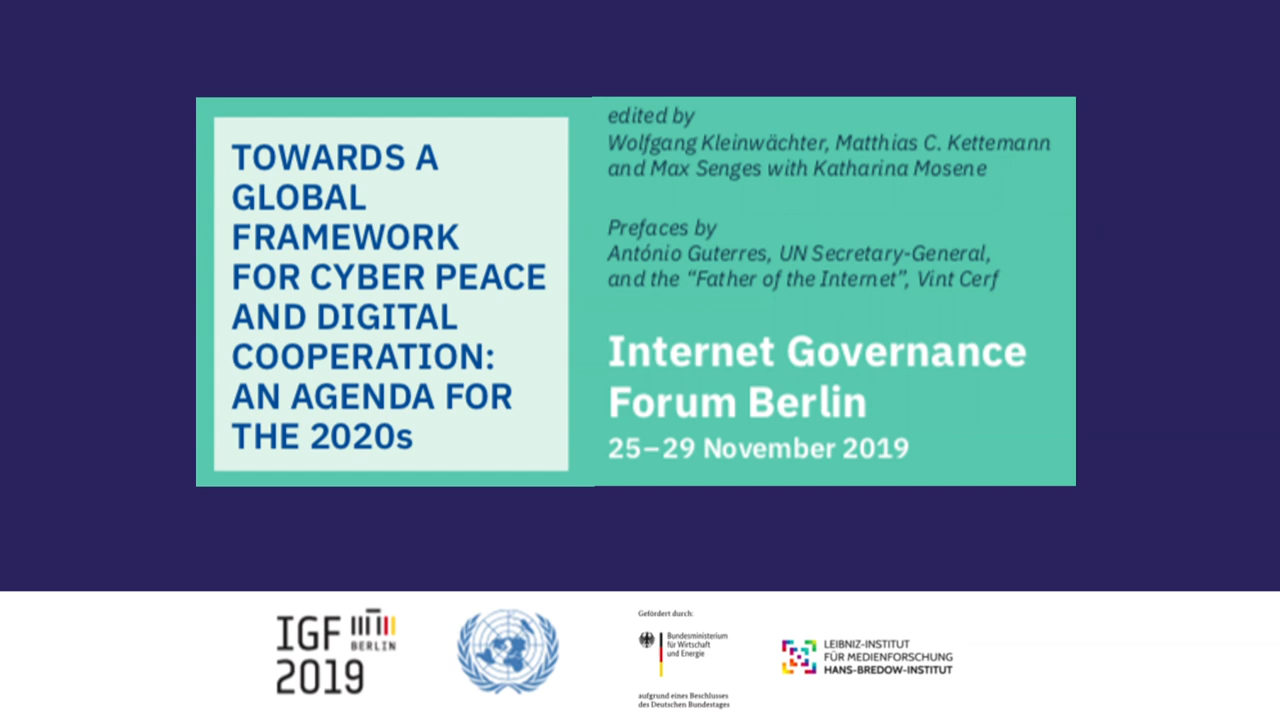 TOWARDS A
GLOBAL
FRAMEWORK
FOR CYBER PEACE
AND DIGITAL
COOPERATION:
AN AGENDA FOR
THE 2020s
edited by
Wolfgang Kleinwächter, Matthias C. Kettemann
and Max Senges with Katharina Mosene
Prefaces by
António Guterres, UN Secretary-General,
and the “Father of the Internet”, Vint Cerf
Internet Governance
Forum Berlin
25–29 November 2019
IGF
BERLIN
2019
Gefördert durch:
Bundesministerium
für Wirtschaft
und Energie
aufgrund eines Beschlusses
des Deutschen Bundestages
LEIBNIZ-INSTITUT
FÜR MEDIENFORSCHUNG
HANS-BREDOW-INSTITUT